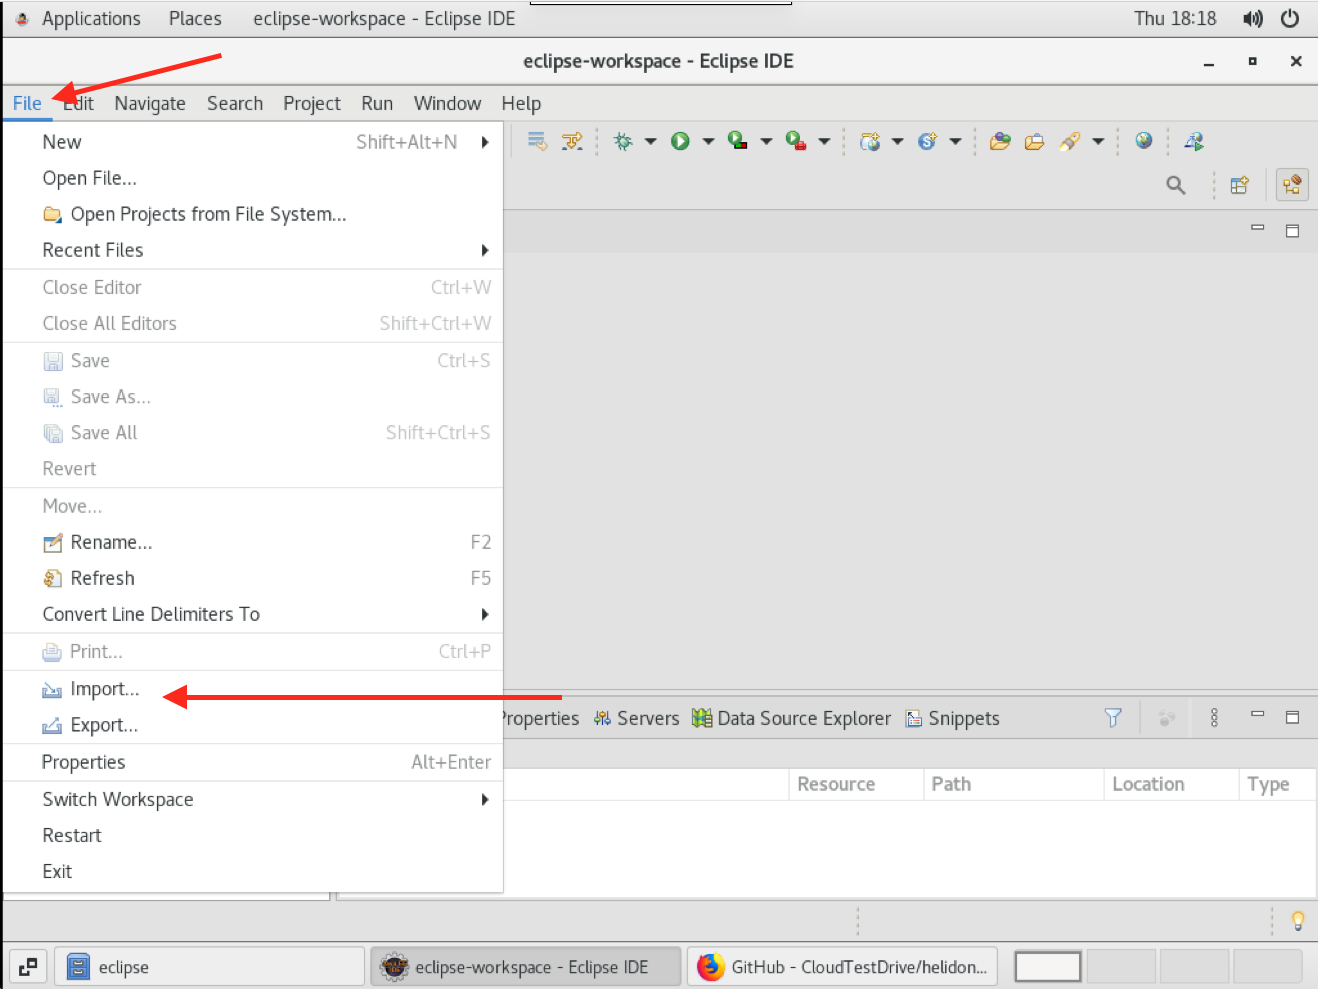 Applications Places eclipse-workspace - Eclipse IDE Thu 18:18
eclipse-workspace - Eclipse IDE
File Edit Navigate Search Project Run Window Help
New Shift+Alt+N
Open File...
Open Projects from File System...
Recent Files
Close Editor Ctrl+W
Close All Editors Shift+Ctrl+W
Save Ctrl+S
Save As...
Save All Shift+Ctrl+S
Revert
Move...
Rename... F2
Refresh F5
Convert Line Delimiters To
Print... Ctrl+P
Import...
Export...
Properties Servers Data Source Explorer Snippets
Properties Alt+Enter
Resource Path Location Type
Switch Workspace
Restart
Exit
eclipse eclipse-workspace - Eclipse IDE GitHub - CloudTestDrive/helidon...